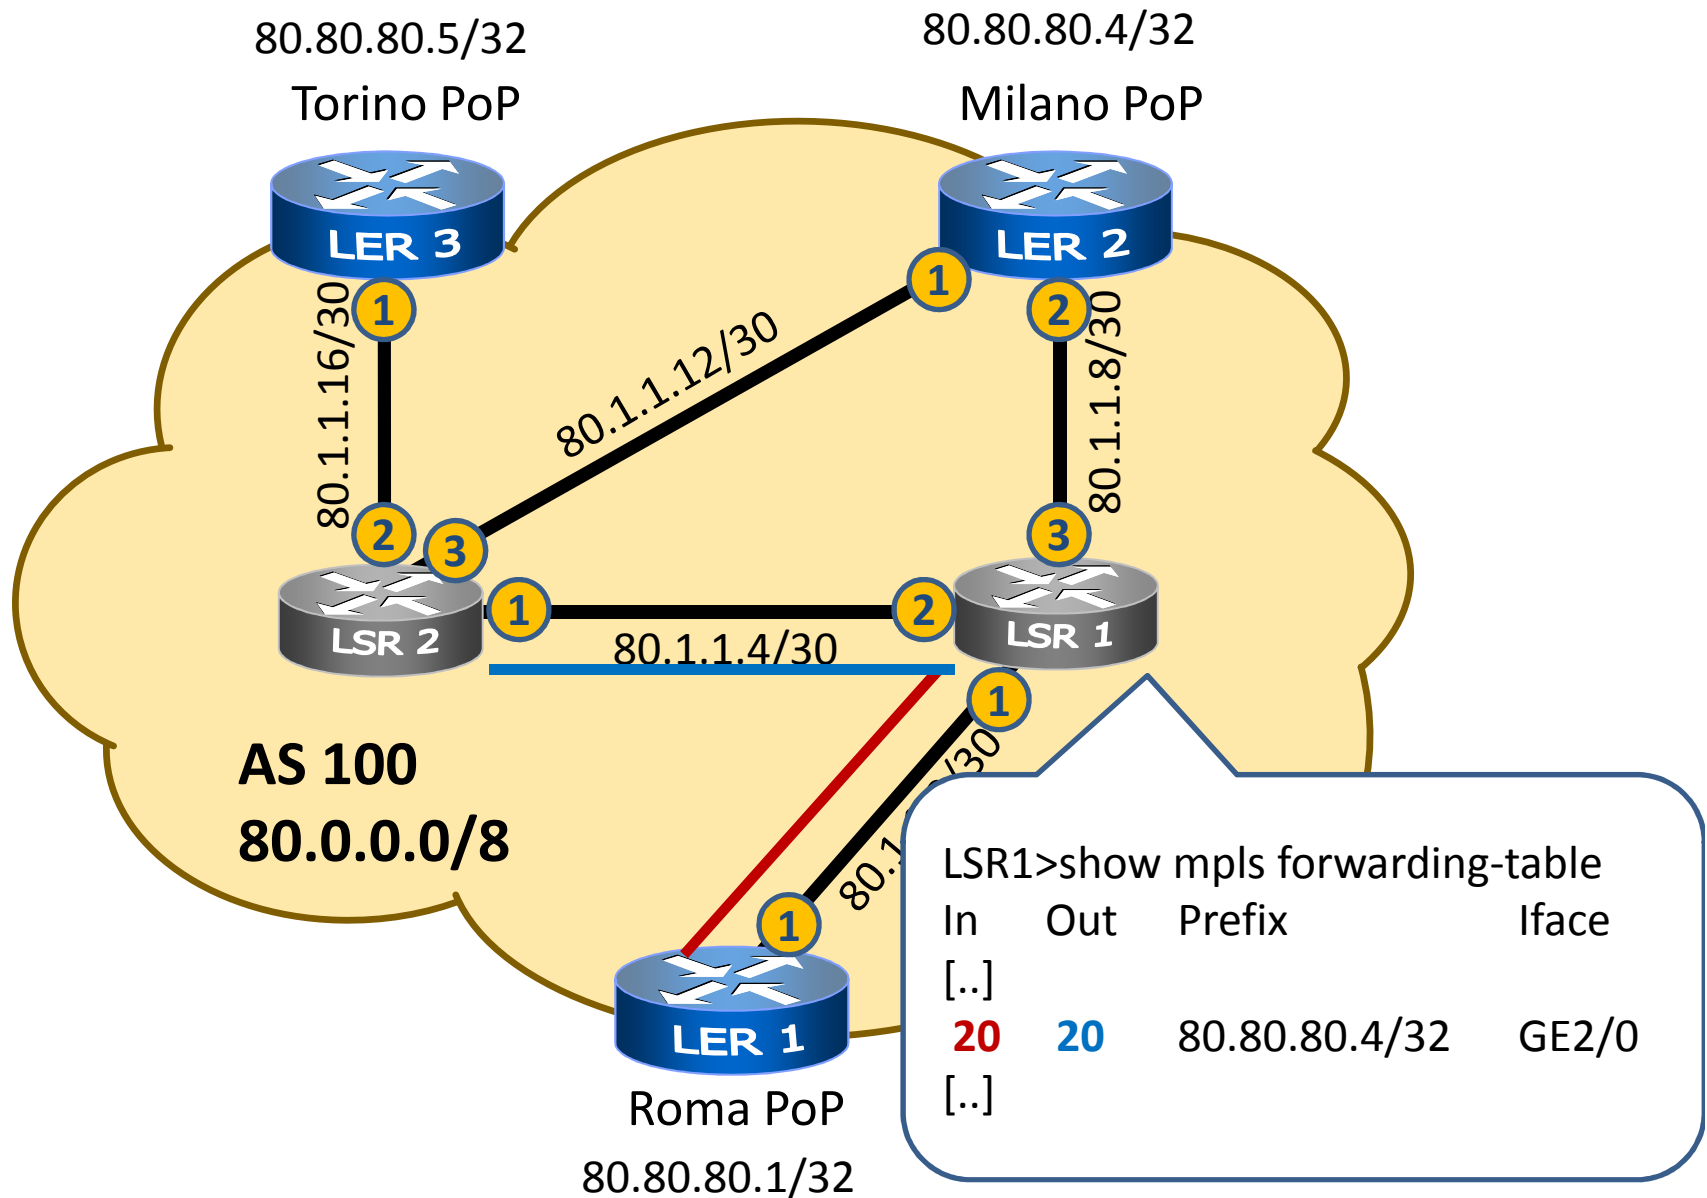 80.80.80.5/32
80.80.80.4/32
Torino PoP
Milano PoP
LER 3
LER 2
1
1
2
80.1.1.16/30
80.1.1.12/30
80.1.1.8/30
2
3
3
1
2
LSR 2
LSR 1
80.1.1.4/30
1
/30
80.1
AS 100
80.0.0.0/8
LSR1>show mpls forwarding-table
In Out Prefix Iface
[..]
20 20 80.80.80.4/32 GE2/0
[..]
1
LER 1
Roma PoP
80.80.80.1/32